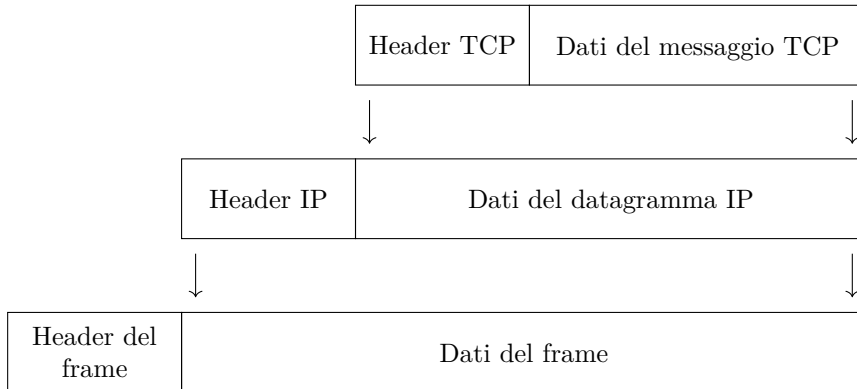 Header TCP
Dati del messaggio TCP
Header IP
Dati del datagramma IP
Header del
frame
Dati del frame